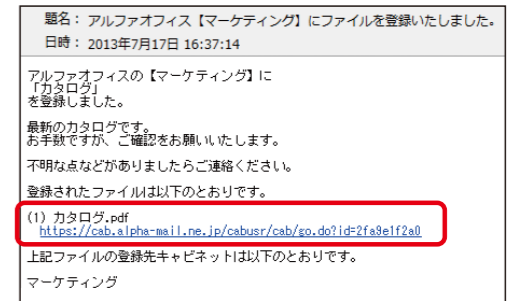 題名： アルファオフィス【マーケティング】にファイルを登録いたしました。
日時： 2013年7月17日 16:37:14
アルファオフィスの【マーケティング】に
「カタログ」
を登録しました。
最新のカタログです。
お手数ですが、ご確認をお願いいたします。
不明な点などがありましたらご連絡ください。
登録されたファイルは以下のとおりです。
(1) カタログ.pdf
https://cab.alpha-mail.ne.jp/cabusr/cab/go.do?id=2fa9e1f2a0
上記ファイルの登録先キャビネットは以下のとおりです。
マーケティング